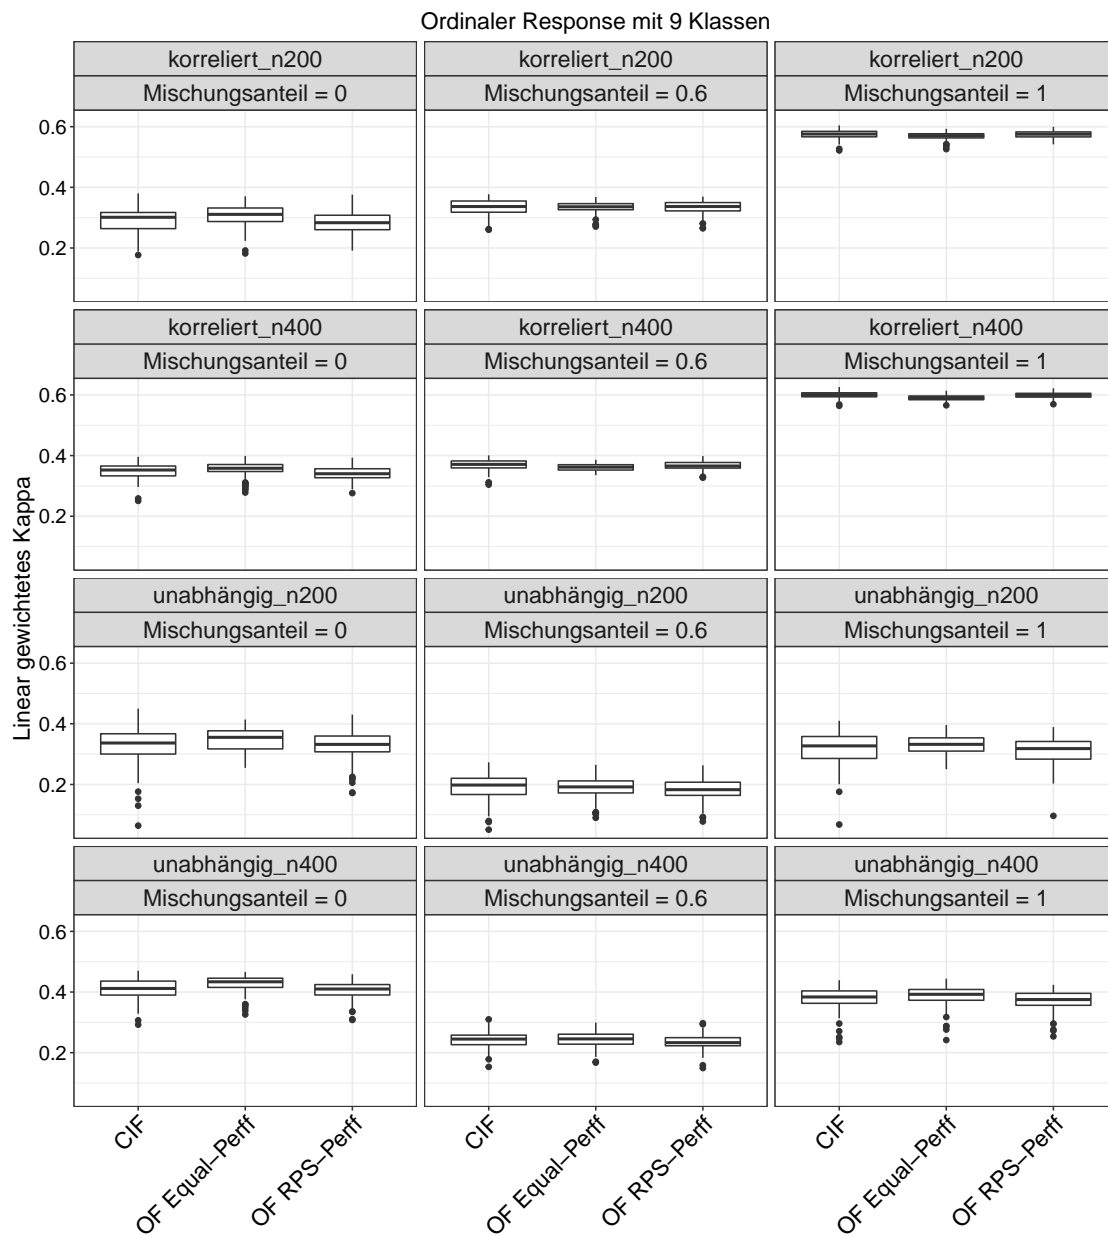 Ordinaler Response mit 9 Klassen
korreliert_n200
korreliert_n200
korreliert_n200
Mischungsanteil = 0
Mischungsanteil = 0.6
Mischungsanteil = 1
0.6
0.4
0.2
korreliert_n400
korreliert_n400
korreliert_n400
Mischungsanteil = 0
Mischungsanteil = 0.6
Mischungsanteil = 1
0.6
0.4
0.2
Linear gewichtetes Kappa
unabhängig_n200
unabhängig_n200
unabhängig_n200
Mischungsanteil = 0
Mischungsanteil = 0.6
Mischungsanteil = 1
0.6
0.4
0.2
unabhängig_n400
unabhängig_n400
unabhängig_n400
Mischungsanteil = 0
Mischungsanteil = 0.6
Mischungsanteil = 1
0.6
0.4
0.2
CIF
OF Equal−Perff
OF RPS−Perff
CIF
OF Equal−Perff
OF RPS−Perff
CIF
OF Equal−Perff
OF RPS−Perff